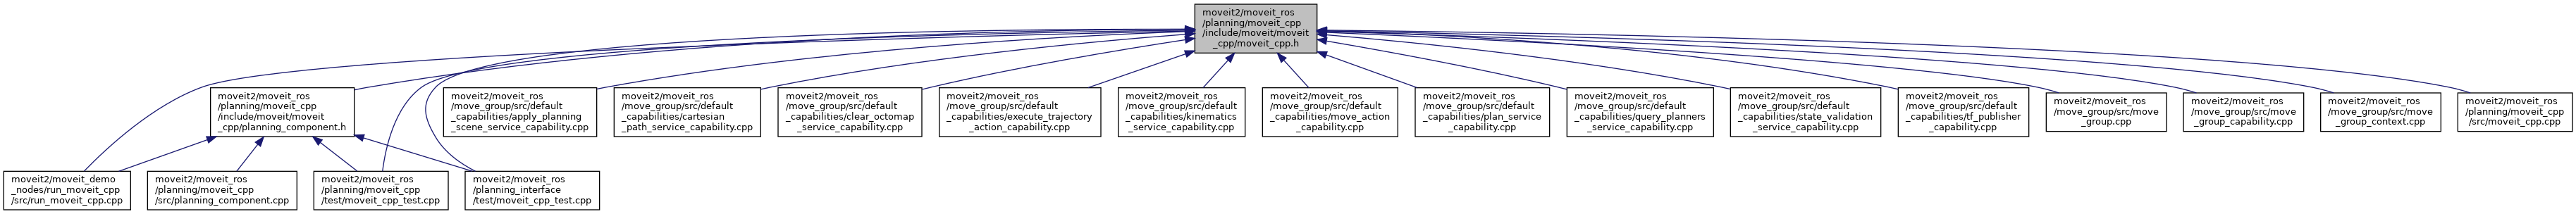 moveit2/moveit_ros
/planning/moveit_cpp
/include/moveit/moveit
_cpp/moveit_cpp.h
moveit2/moveit_ros
/planning/moveit_cpp
/include/moveit/moveit
_cpp/planning_component.h
moveit2/moveit_ros
/move_group/src/default
_capabilities/apply_planning
_scene_service_capability.cpp
moveit2/moveit_ros
/move_group/src/default
_capabilities/cartesian
_path_service_capability.cpp
moveit2/moveit_ros
/move_group/src/default
_capabilities/clear_octomap
_service_capability.cpp
moveit2/moveit_ros
/move_group/src/default
_capabilities/execute_trajectory
_action_capability.cpp
moveit2/moveit_ros
/move_group/src/default
_capabilities/kinematics
_service_capability.cpp
moveit2/moveit_ros
/move_group/src/default
_capabilities/move_action
_capability.cpp
moveit2/moveit_ros
/move_group/src/default
_capabilities/plan_service
_capability.cpp
moveit2/moveit_ros
/move_group/src/default
_capabilities/query_planners
_service_capability.cpp
moveit2/moveit_ros
/move_group/src/default
_capabilities/state_validation
_service_capability.cpp
moveit2/moveit_ros
/move_group/src/default
_capabilities/tf_publisher
_capability.cpp
moveit2/moveit_ros
/move_group/src/move
_group.cpp
moveit2/moveit_ros
/move_group/src/move
_group_capability.cpp
moveit2/moveit_ros
/move_group/src/move
_group_context.cpp
moveit2/moveit_ros
/planning/moveit_cpp
/src/moveit_cpp.cpp
moveit2/moveit_demo
_nodes/run_moveit_cpp
/src/run_moveit_cpp.cpp
moveit2/moveit_ros
/planning/moveit_cpp
/src/planning_component.cpp
moveit2/moveit_ros
/planning/moveit_cpp
/test/moveit_cpp_test.cpp
moveit2/moveit_ros
/planning_interface
/test/moveit_cpp_test.cpp